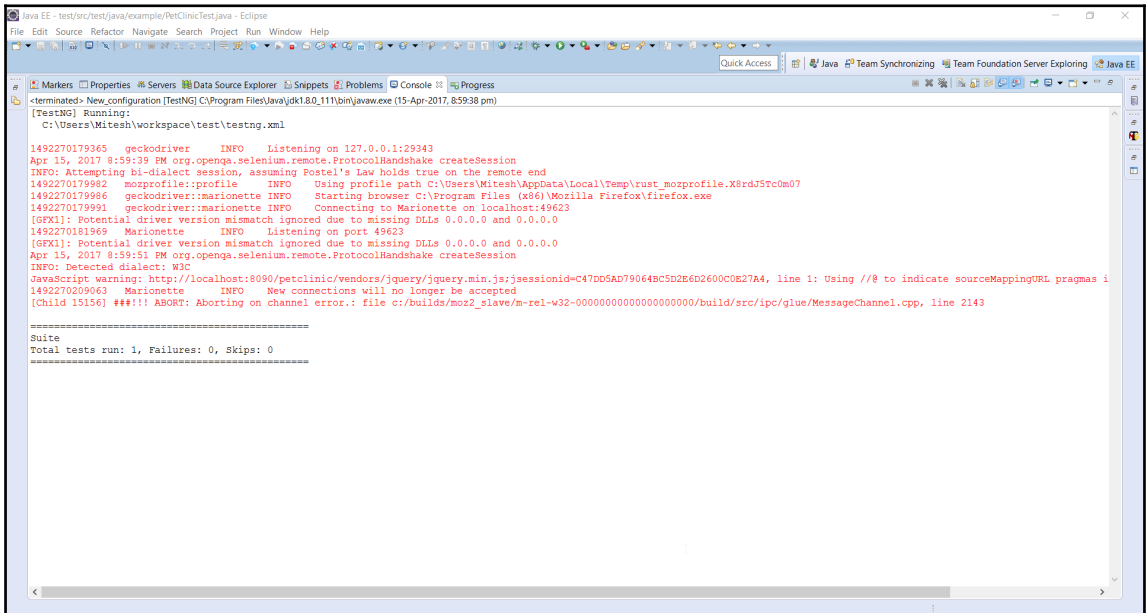 Java EE - test/src/test/java/example/PetClinicTest.java - Eclipse
File Edit Source Refactor Navigate Search Project Run Window Help
Quick Access Java Team Synchronizing Team Foundation Server Exploring Java EE
Markers Properties Servers Data Source Explorer Snippets Problems Console Progress
<terminated> New_configuration [TestNG] C:\Program Files\Java\jdk1.8.0_111\bin\javaw.exe (15-Apr-2017, 8:59:38 pm)
[TestNG] Running:
C:\Users\Mitesh\workspace\test\testng.xml
1492270179365 geckodriver INFO Listening on 127.0.0.1:29343
Apr 15, 2017 8:59:39 PM org.openqa.selenium.remote.ProtocolHandshake createSession
INFO: Attempting bi-dialect session, assuming Postel's Law holds true on the remote end
1492270179982 mozprofile::profile INFO Using profile path C:\Users\Mitesh\AppData\Local\Temp\rust_mozprofile.X8rdJ5Tc0m07
1492270179986 geckodriver::marionette INFO Starting browser C:\Program Files (x86)\Mozilla Firefox\firefox.exe
1492270179991 geckodriver::marionette INFO Connecting to Marionette on localhost:49623
[GFX1]: Potential driver version mismatch ignored due to missing DLLs 0.0.0.0 and 0.0.0.0
1492270181969 Marionette INFO Listening on port 49623
[GFX1]: Potential driver version mismatch ignored due to missing DLLs 0.0.0.0 and 0.0.0.0
Apr 15, 2017 8:59:51 PM org.openqa.selenium.remote.ProtocolHandshake createSession
INFO: Detected dialect: W3C
JavaScript warning: http://localhost:8090/petclinic/vendors/jquery/jquery.min.js;jsessionid=C47DD5AD79064BC5D2E6D2600C0E27A4, line 1: Using //@ to indicate sourceMappingURL pragmas i
1492270209063 Marionette INFO New connections will no longer be accepted
[Child 15156] ###!!! ABORT: Aborting on channel error.: file c:/builds/moz2_slave/m-rel-w32-00000000000000000000/build/src/ipc/glue/MessageChannel.cpp, line 2143
===============================================
Suite
Total tests run: 1, Failures: 0, Skips: 0
===============================================